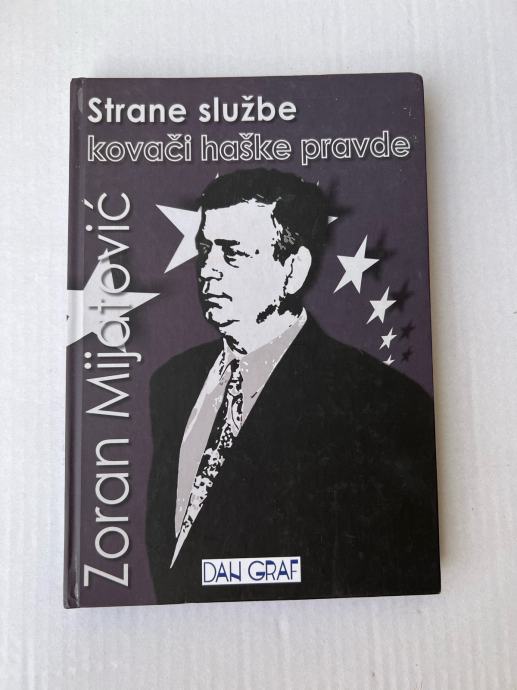 Strane službe
kovači haške pravde
Zoran Mijatović
DAN GRAF